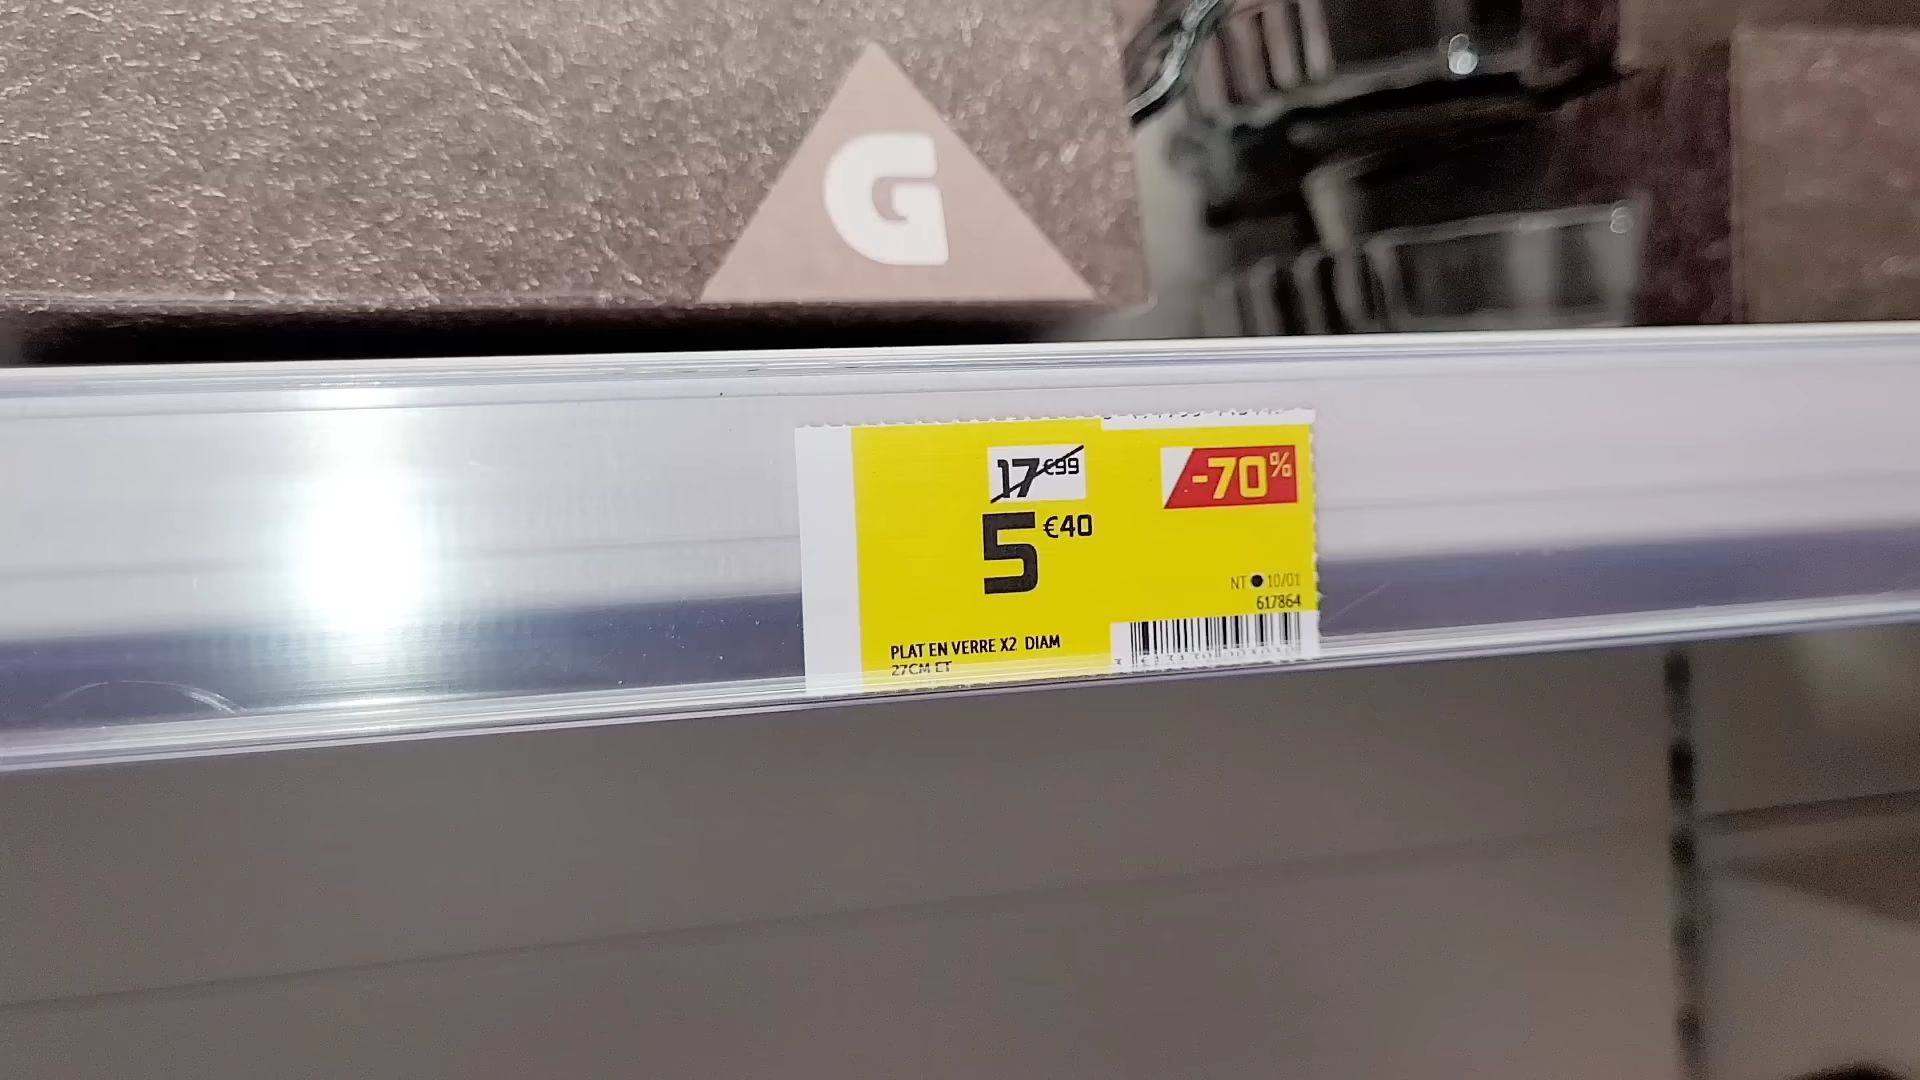 G
17€99
-70%
5€40
NT ● 10/01
617864
PLAT EN VERRE X2 DIAM
27CM ET